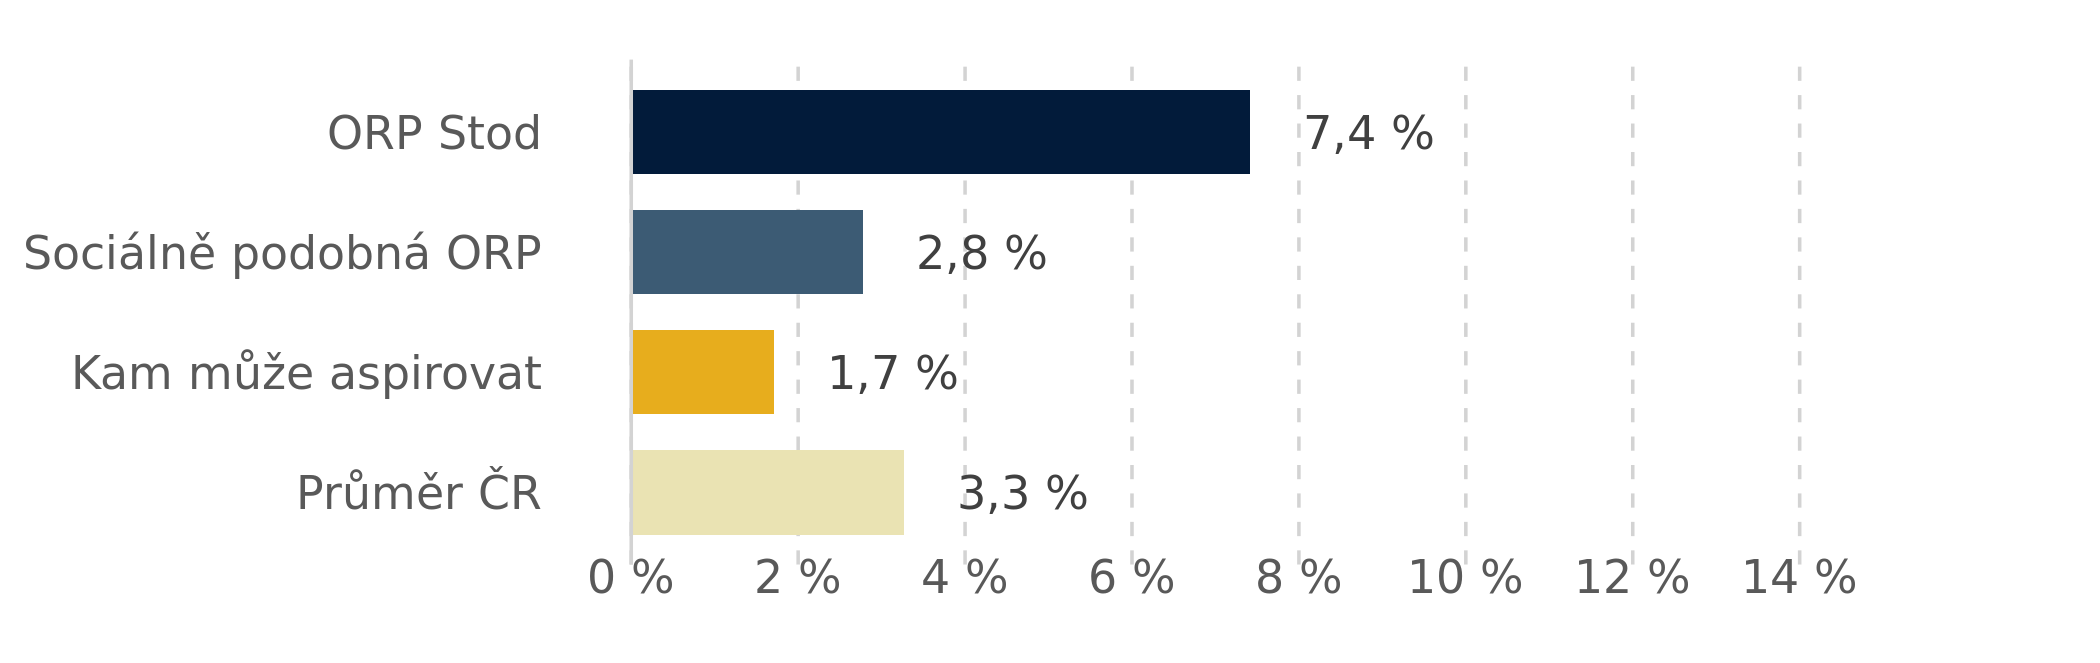 ORP Stod 7,4 %
Sociálně podobná ORP 2,8 %
Kam může aspirovat 1,7 %
Průměr ČR 3,3 %
0 % 2 % 4 % 6 % 8 % 10 % 12 % 14 %